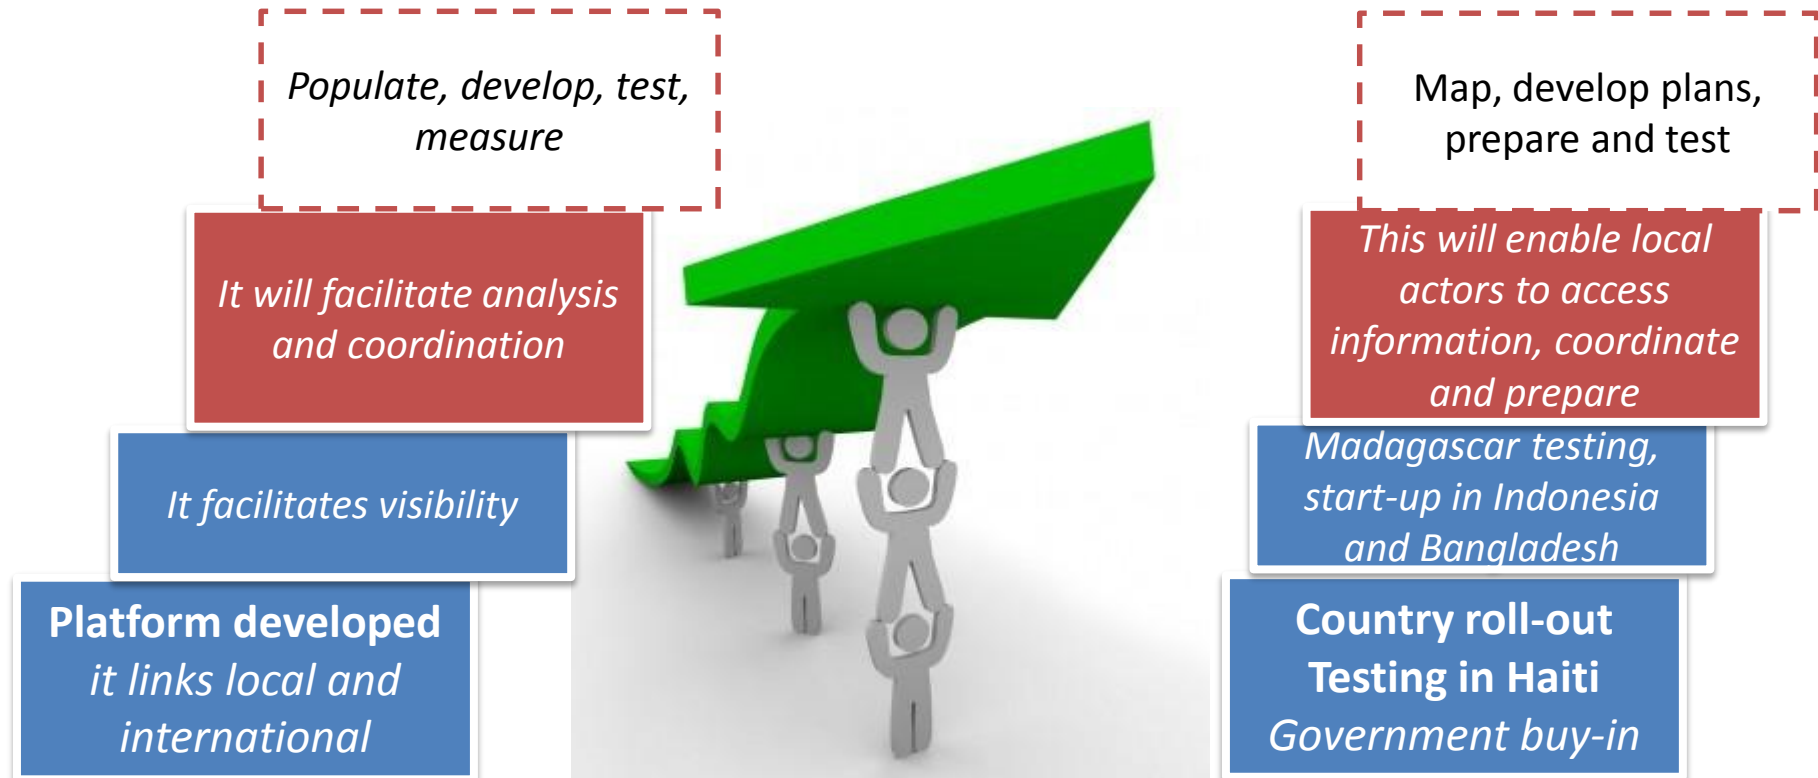 Populate, develop, test,
measure
It will facilitate analysis
and coordination
It facilitates visibility
Platform developed
it links local and
international
Map, develop plans,
prepare and test
This will enable local
actors to access
information, coordinate
and prepare
Madagascar testing,
start-up in Indonesia
and Bangladesh
Country roll-out
Testing in Haiti
Government buy-in